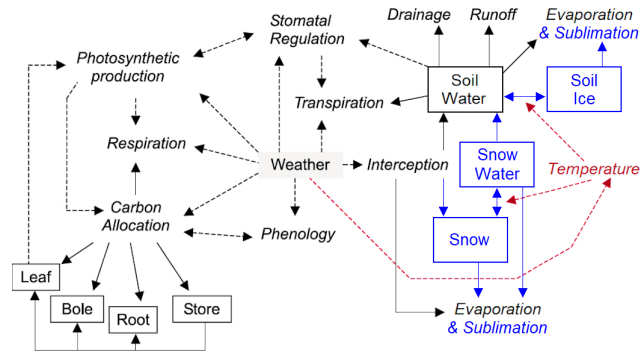 Drainage
Runoff
Evaporation
& Sublimation
Stomatal
Regulation
Photosynthetic
production
Soil
Water
Soil
Ice
Transpiration
Respiration
Weather
Interception
Snow
Water
Temperature
Carbon
Allocation
Phenology
Snow
Leaf
Bole
Root
Store
Evaporation
& Sublimation